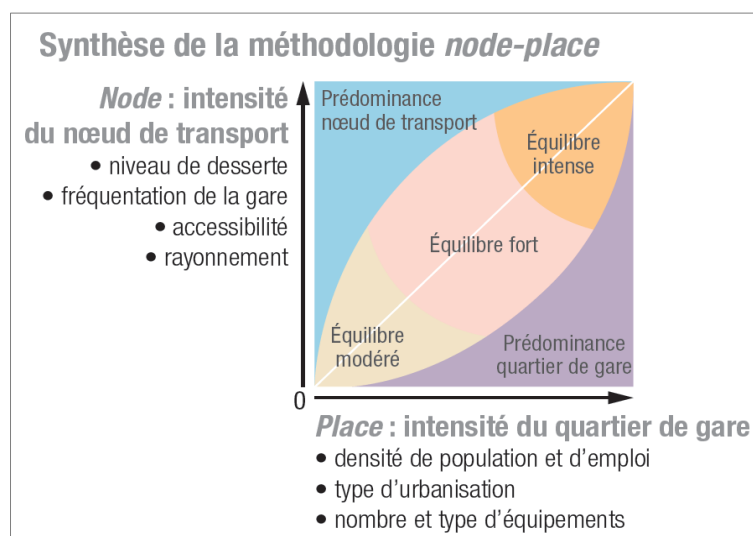 Synthèse de la méthodologie node-place
Node : intensité
du nœud de transport
• niveau de desserte
• fréquentation de la gare
• accessibilité
• rayonnement
Prédominance
nœud de transport
Équilibre
intense
Équilibre fort
Équilibre
modéré
Prédominance
quartier de gare
0
Place : intensité du quartier de gare
• densité de population et d’emploi
• type d’urbanisation
• nombre et type d’équipements